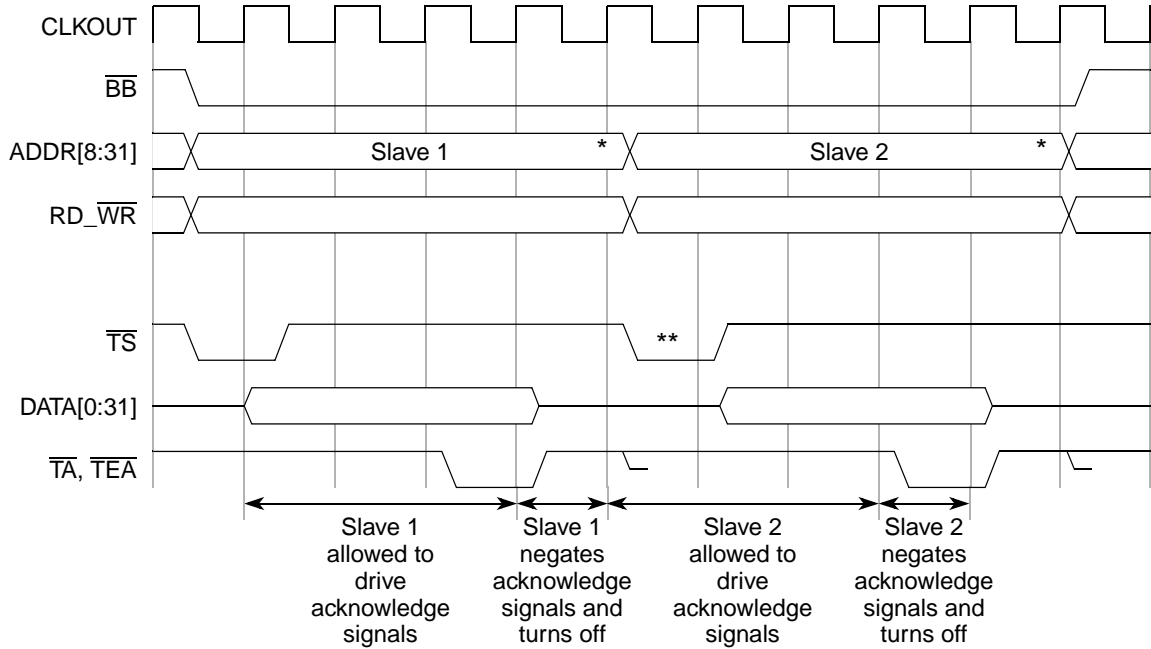 CLKOUT
BB
ADDR[8:31]
Slave 1
*
Slave 2
*
RD_WR
TS
**
DATA[0:31]
TA, TEA
Slave 1
allowed to
drive
acknowledge
signals
Slave 1
negates
acknowledge
signals and
turns off
Slave 2
allowed to
drive
acknowledge
signals
Slave 2
negates
acknowledge
signals and
turns off